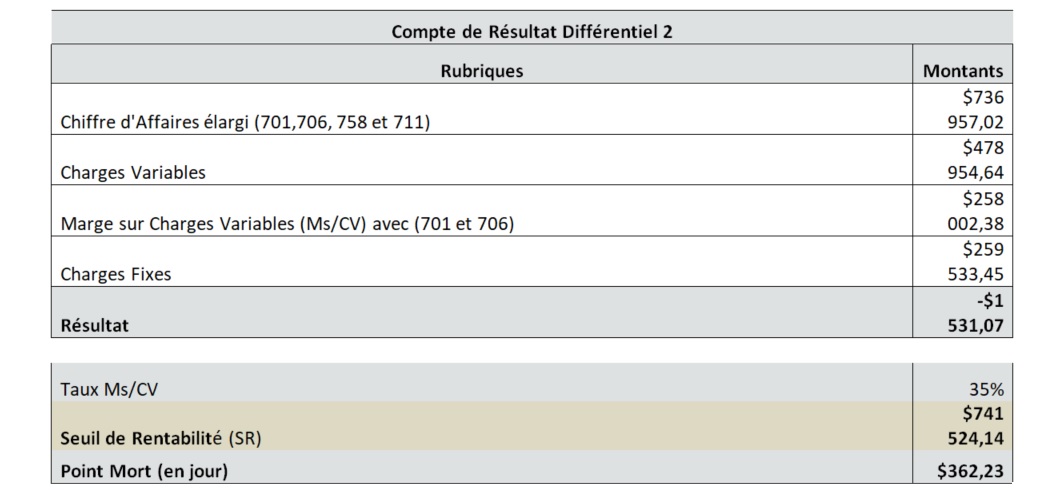 Compte de Résultat Différentiel 2
Rubriques Montants
$736
Chiffre d'Affaires élargi (701,706, 758 et 711) 957,02
$478
Charges Variables 954,64
$258
Marge sur Charges Variables (Ms/CV) avec (701 et 706) 002,38
$259
Charges Fixes 533,45
-$1
Résultat 531,07
Taux Ms/CV 35%
$741
Seuil de Rentabilité (SR) 524,14
Point Mort (en jour) $362,23